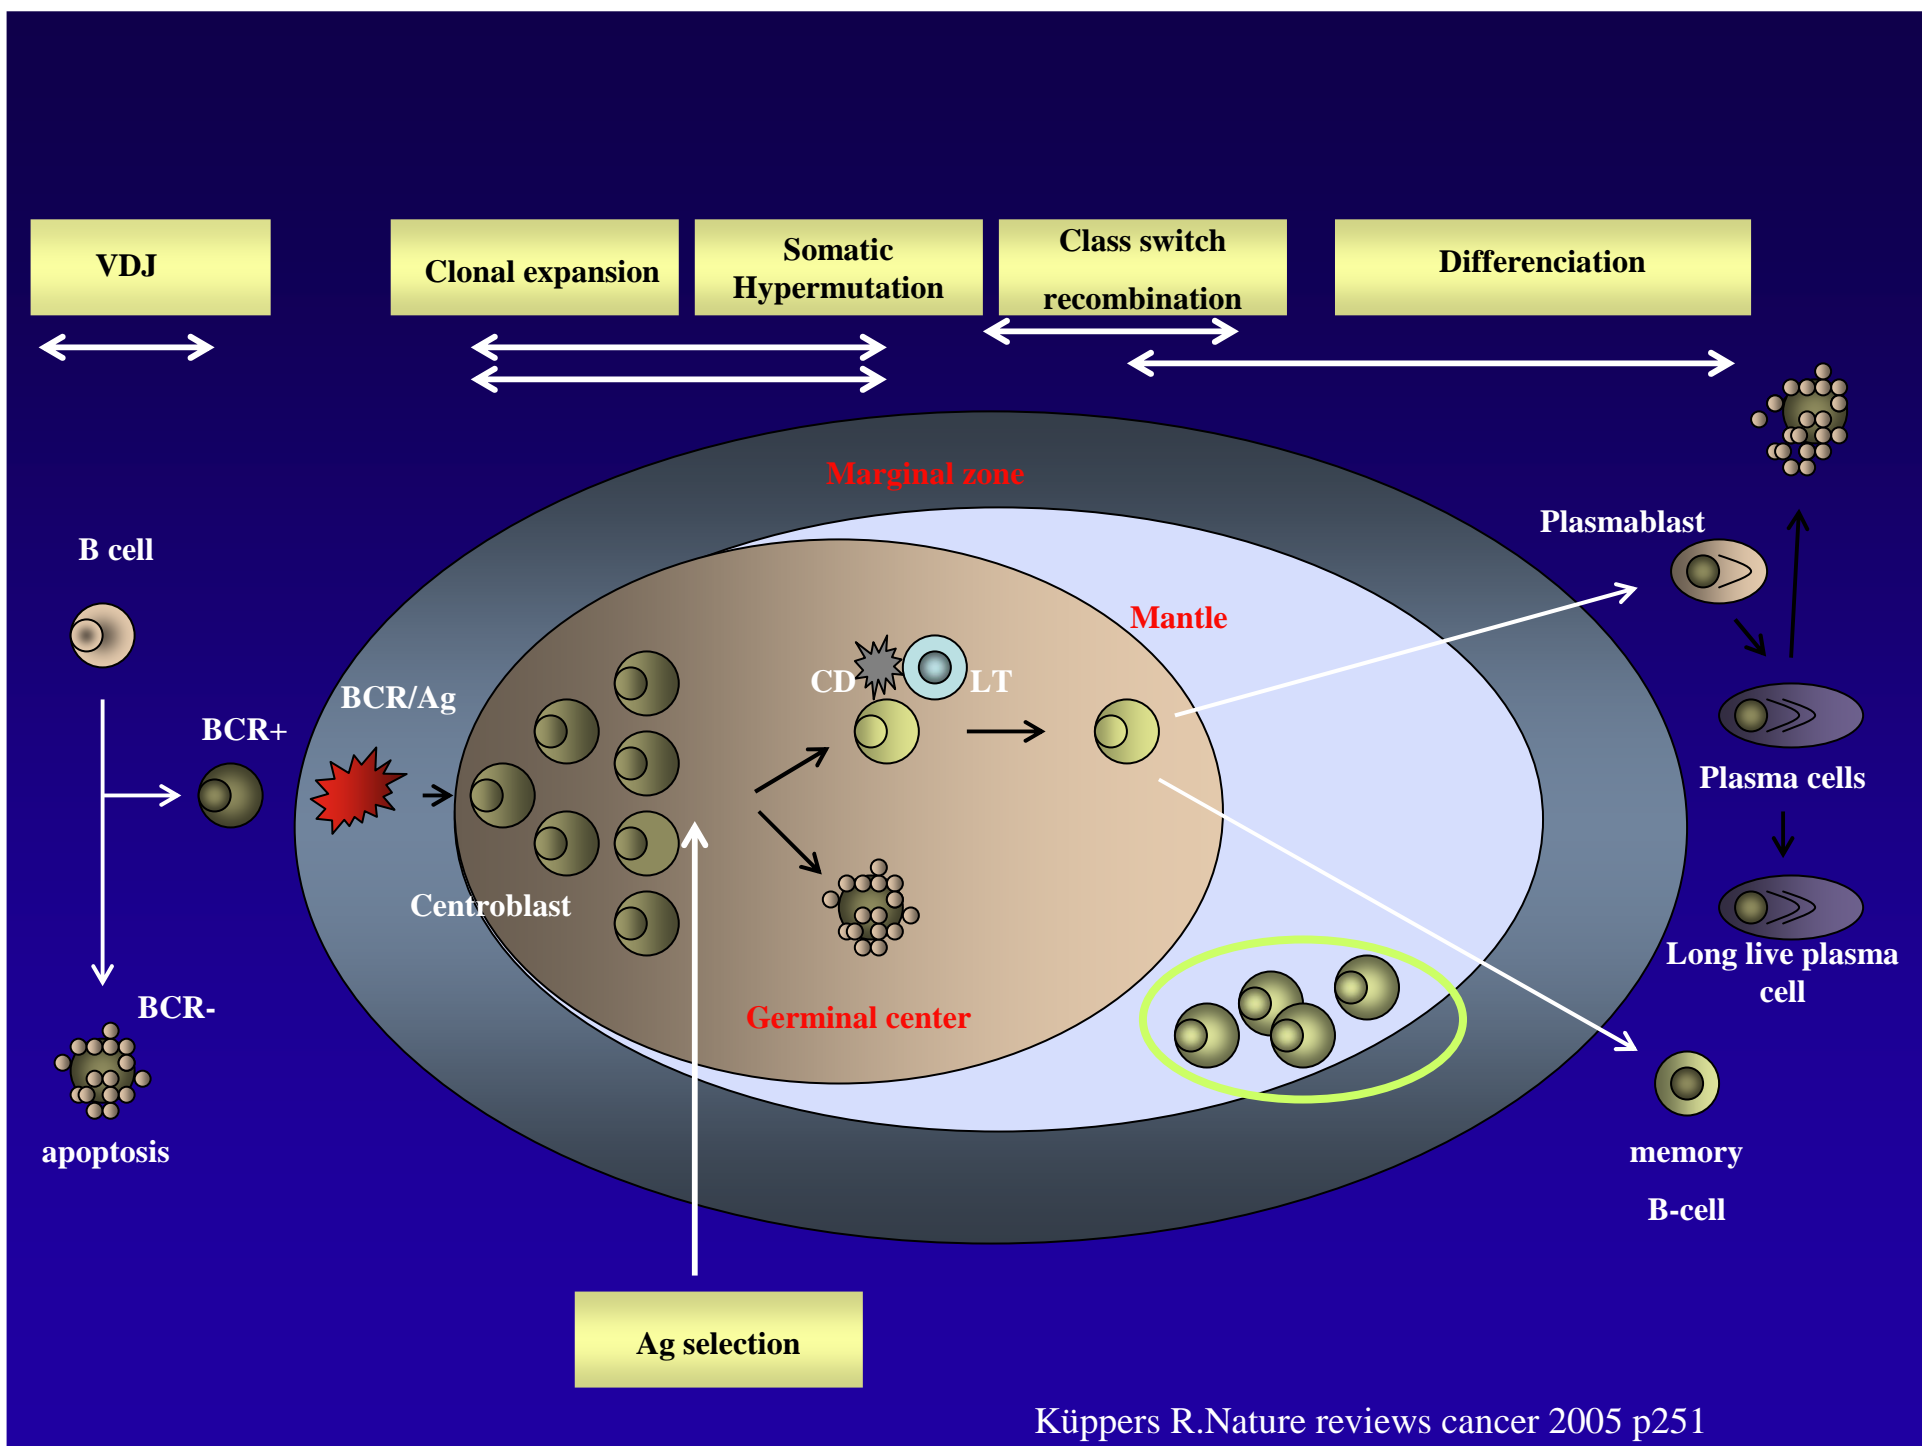 VDJ
Clonal expansion
Somatic
Hypermutation
Class switch
recombination
Differenciation
Marginal zone
Plasmablast
B cell
Mantle
CD
LT
BCR/Ag
BCR+
Plasma cells
Centroblast
Long live plasma
cell
BCR-
Germinal center
apoptosis
memory
B-cell
Ag selection
Küppers R.Nature reviews cancer 2005 p251